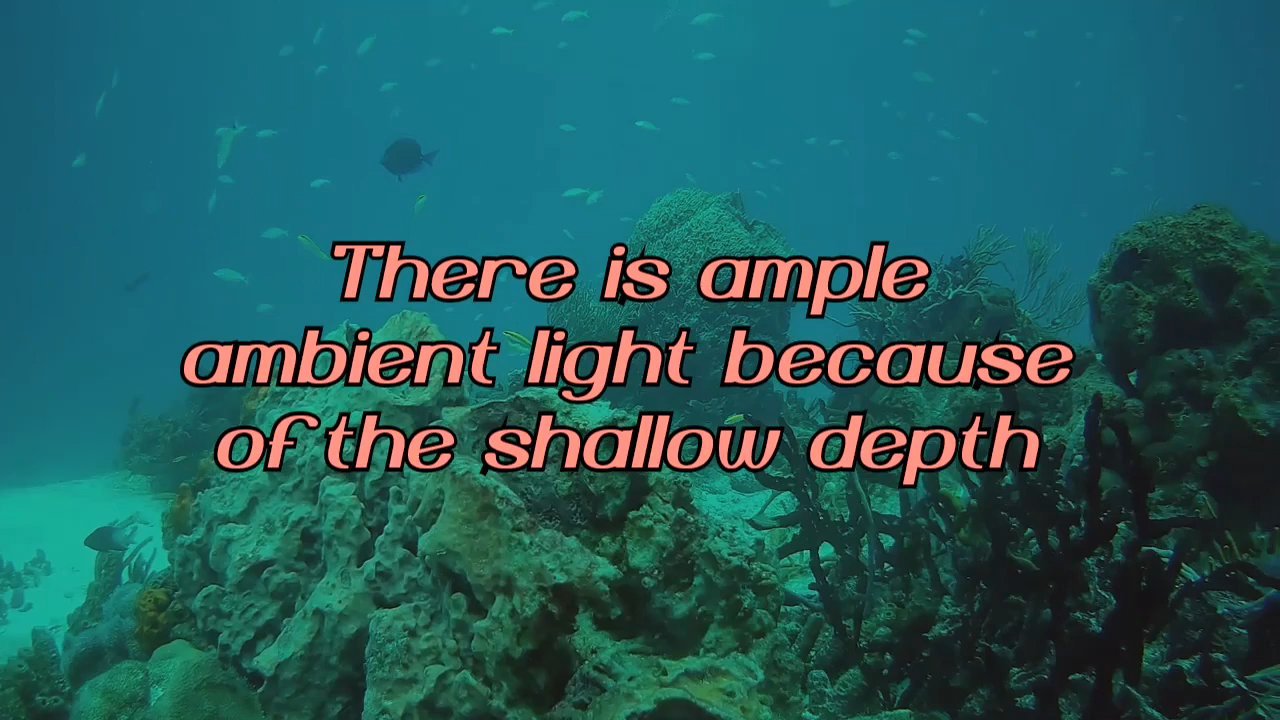 There is ample
ambient light because
of the shallow depth